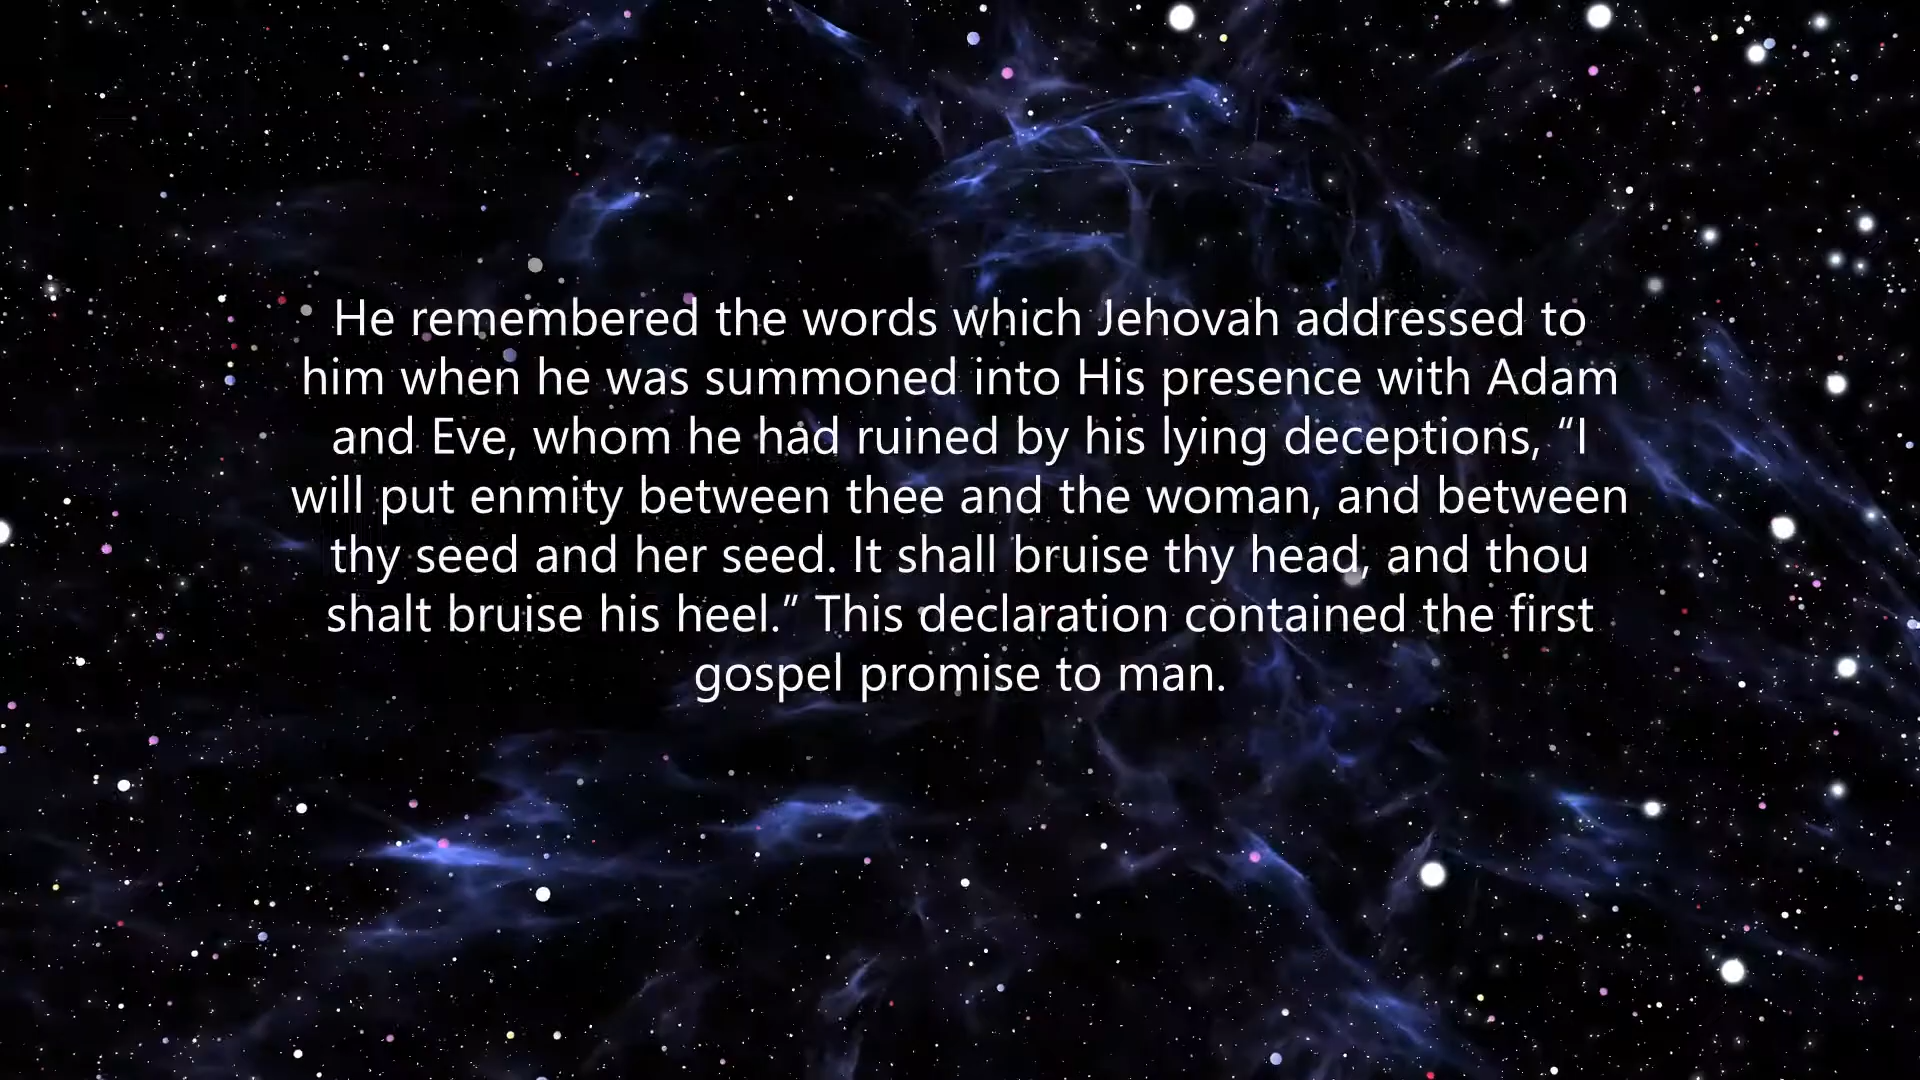 He remembered the words which Jehovah addressed to
him when he was summoned into His presence with Adam
and Eve, whom he had ruined by his lying deceptions, “I
will put enmity between thee and the woman, and between
thy seed and her seed. It shall bruise thy head, and thou
shalt bruise his heel.” This declaration contained the first
gospel promise to man.